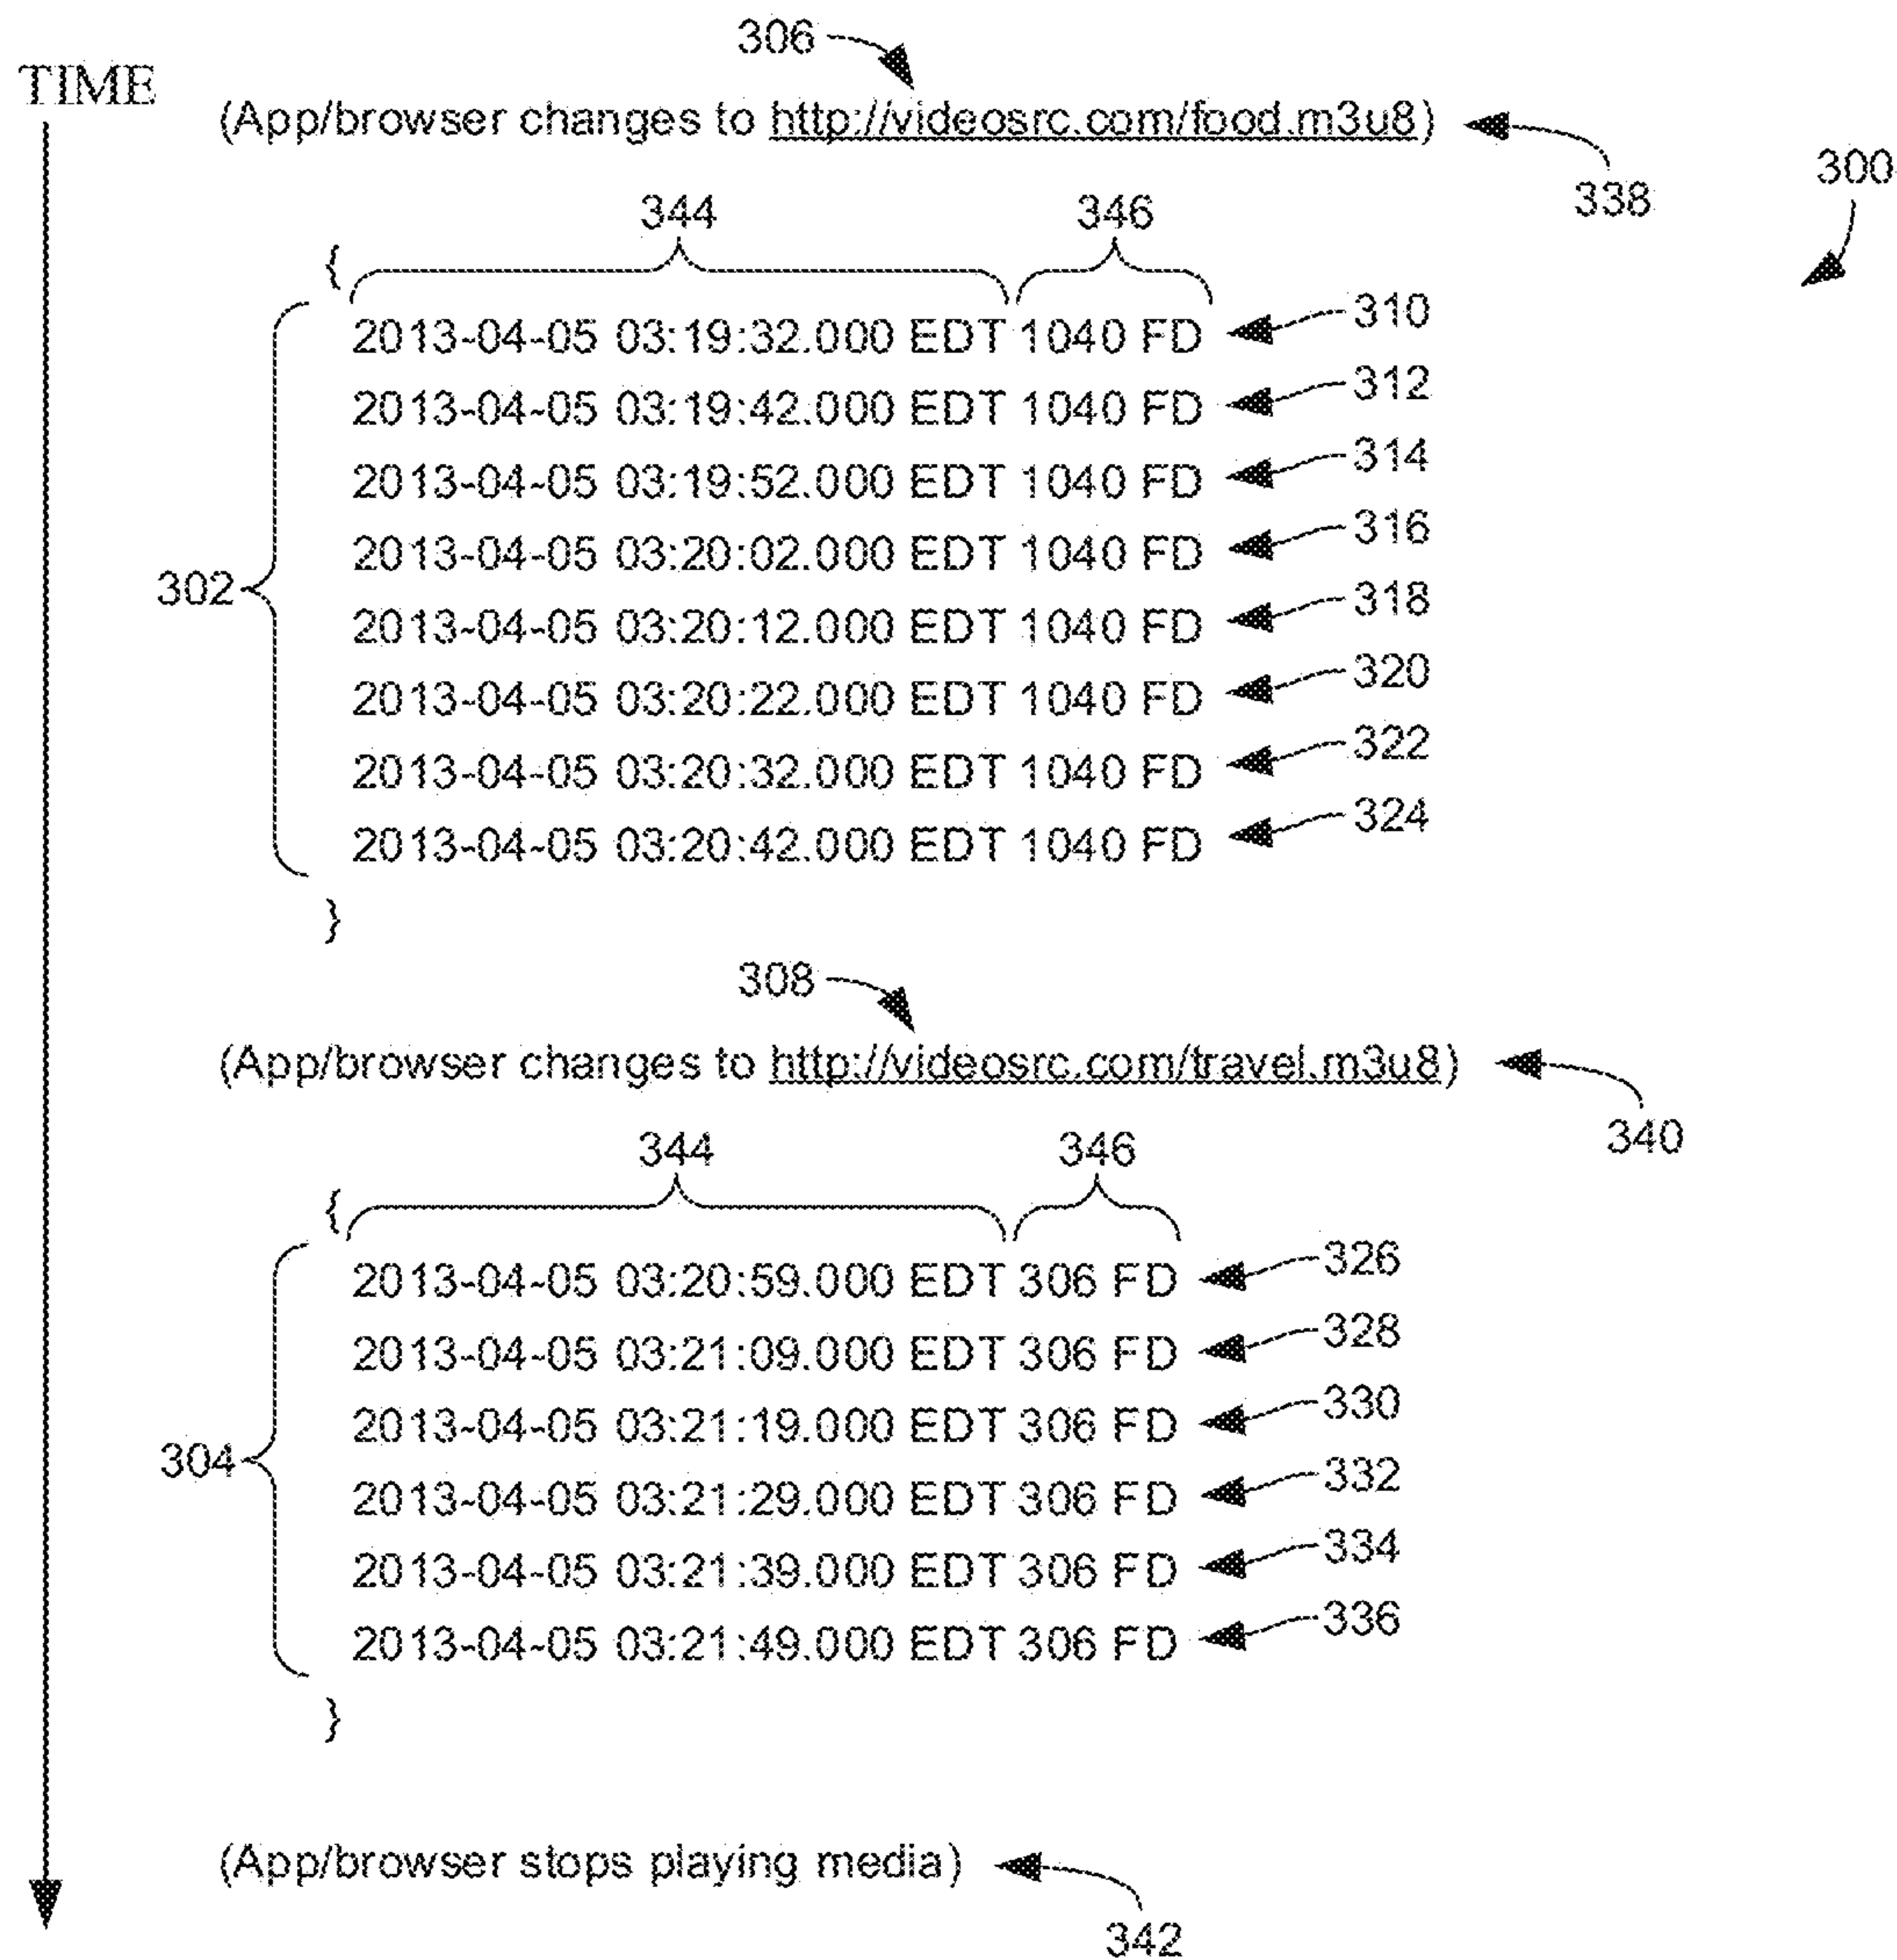 306
TIME
(App/browser changes to http://videosrc.com/food.m3u8)
338
300
344 346
{
2013-04-05 03:19:32.000 EDT 1040 FD 310
2013-04-05 03:19:42.000 EDT 1040 FD 312
2013-04-05 03:19:52.000 EDT 1040 FD 314
2013-04-05 03:20:02.000 EDT 1040 FD 316
302
2013-04-05 03:20:12.000 EDT 1040 FD 318
2013-04-05 03:20:22.000 EDT 1040 FD 320
2013-04-05 03:20:32.000 EDT 1040 FD 322
2013-04-05 03:20:42.000 EDT 1040 FD 324
}
308
(App/browser changes to http://videosrc.com/travel.m3u8)
340
344 346
{
2013-04-05 03:20:59.000 EDT 306 FD 326
2013-04-05 03:21:09.000 EDT 306 FD 328
2013-04-05 03:21:19.000 EDT 306 FD 330
304
2013-04-05 03:21:29.000 EDT 306 FD 332
2013-04-05 03:21:39.000 EDT 306 FD 334
2013-04-05 03:21:49.000 EDT 306 FD 336
}
(App/browser stops playing media)
342